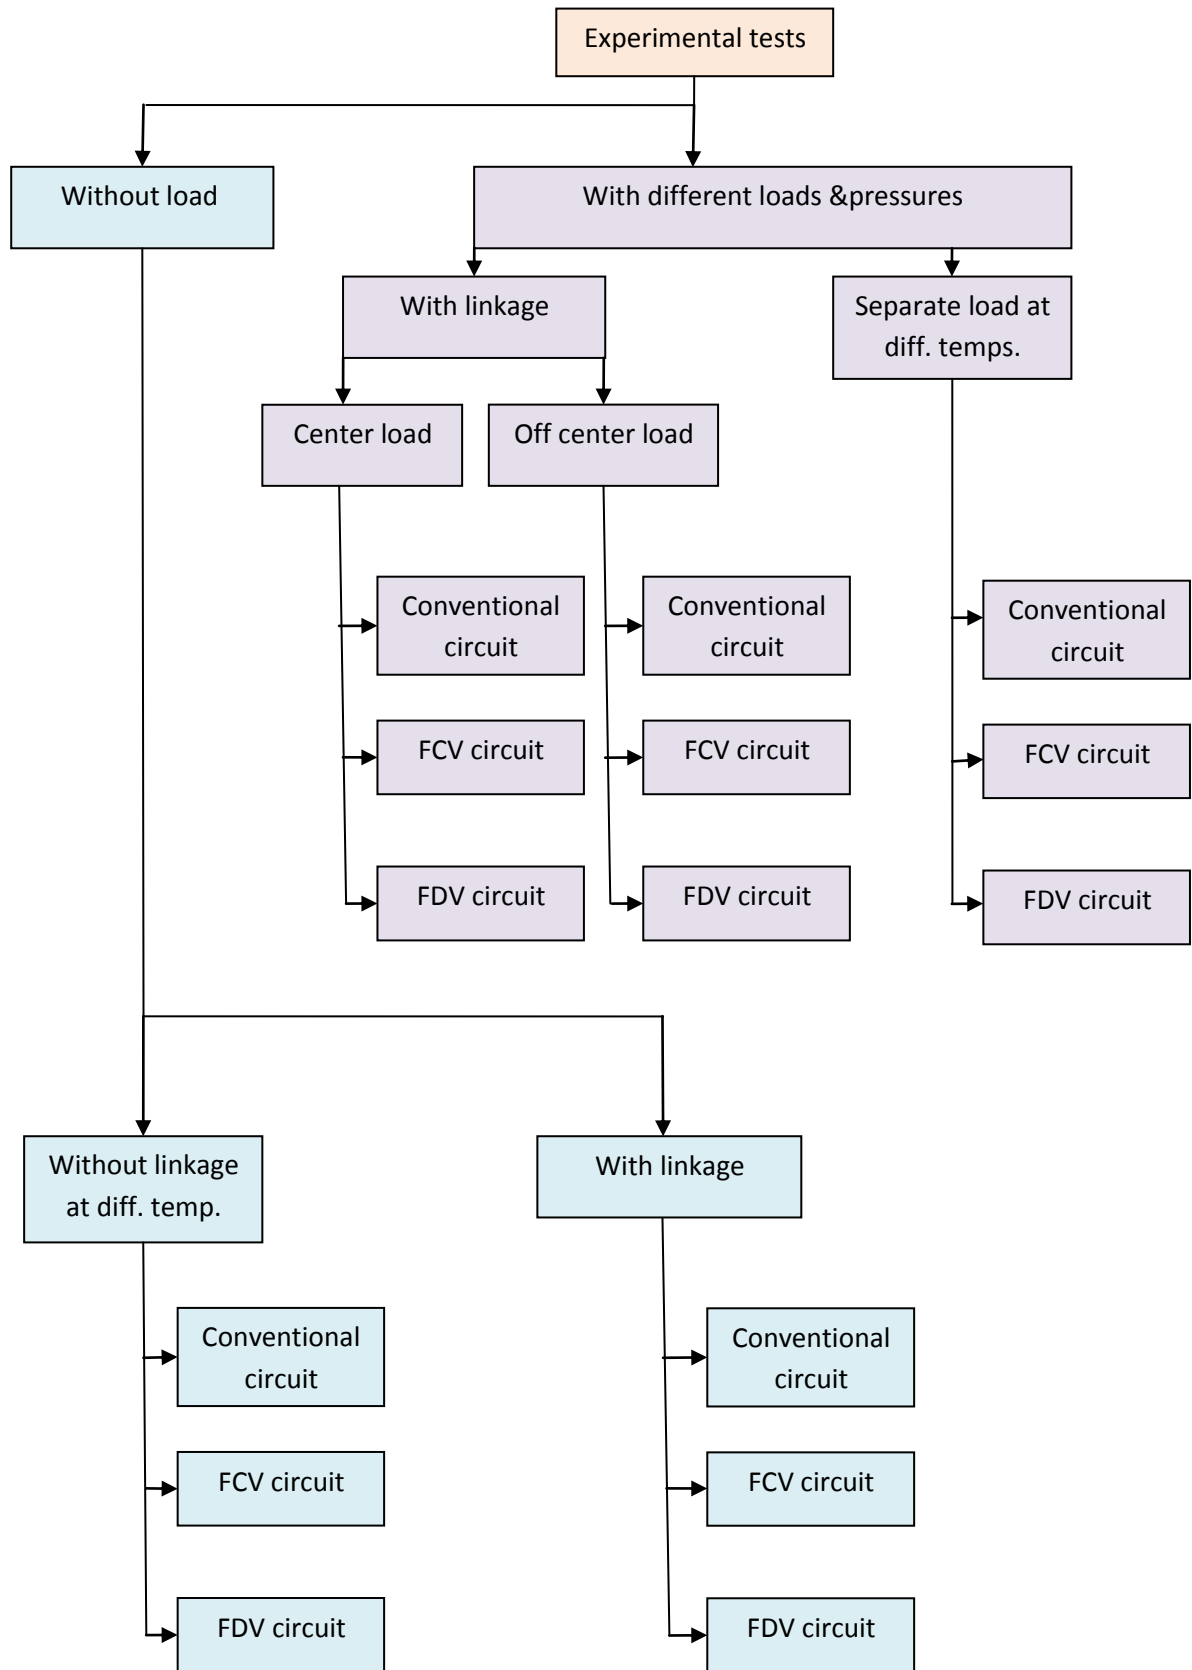 Experimental tests
Without load
With different loads &pressures
With linkage
Separate load at
diff. temps.
Center load
Off center load
Conventional
circuit
Conventional
circuit
Conventional
circuit
FCV circuit
FCV circuit
FCV circuit
FDV circuit
FDV circuit
FDV circuit
Without linkage
at diff. temp.
With linkage
Conventional
circuit
Conventional
circuit
FCV circuit
FCV circuit
FDV circuit
FDV circuit